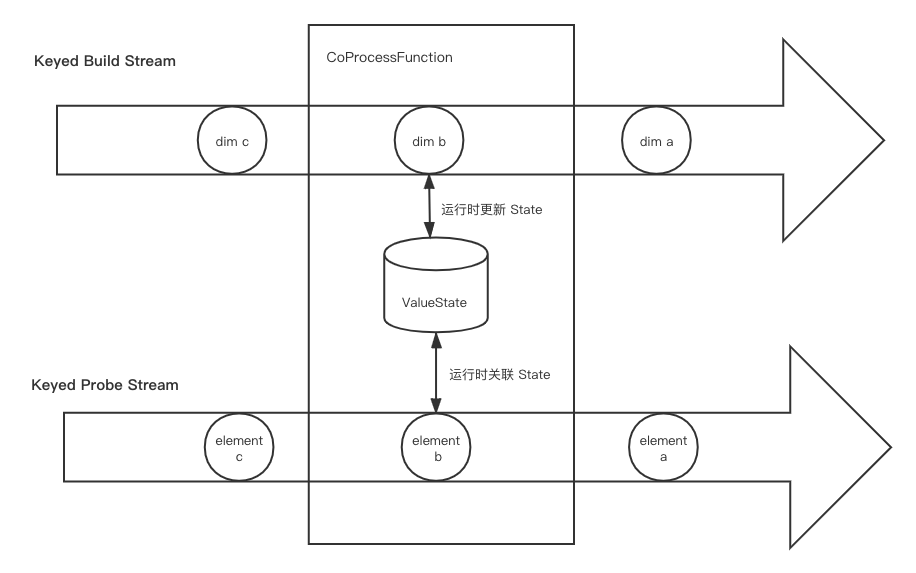 Keyed Build Stream
CoProcessFunction
dim c
dim b
dim a
运行时更新 State
ValueState
运行时关联 State
Keyed Probe Stream
element
c
element
b
element
a